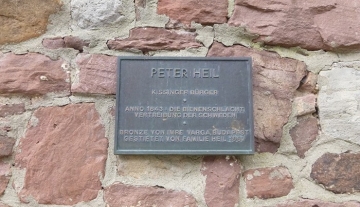 PETER HEIL
KISSINGER BÜRGER
ANNO 1643 · DIE BIENENSCHLACHT
VERTREIBUNG DER SCHWEDEN
BRONZE VON IMRE VARGA BUDAPEST
GESTIFTET VON FAMILIE HEIL